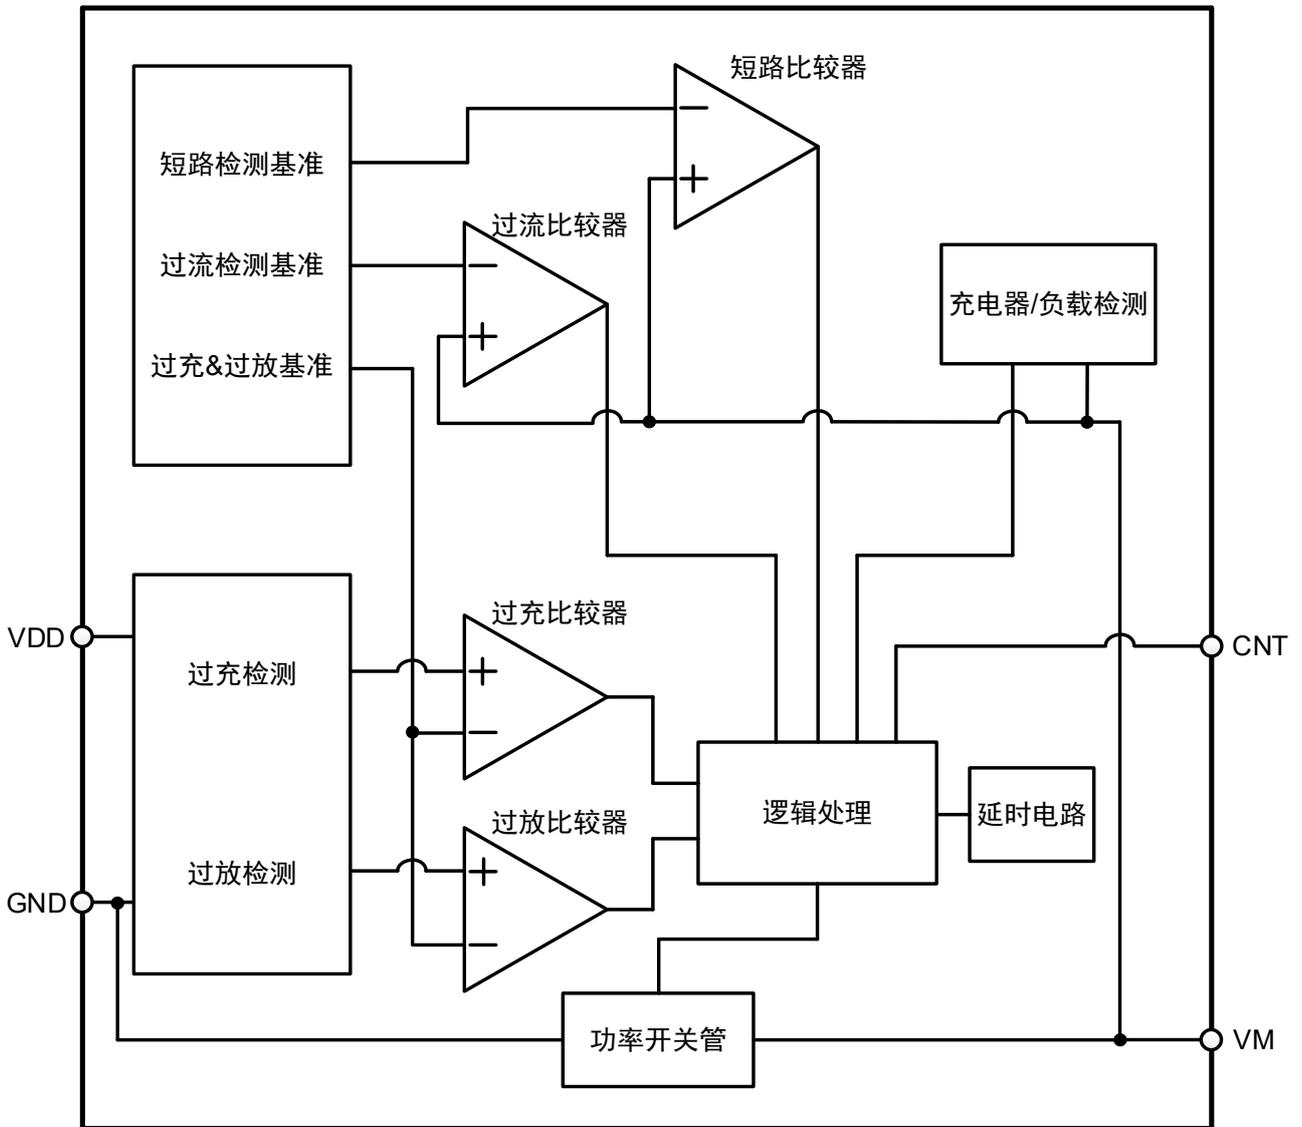 短路比较器
短路检测基准
过流比较器
过流检测基准
充电器/负载检测
过充&过放基准
过充比较器
VDD
CNT
过充检测
过放比较器
逻辑处理
延时电路
过放检测
GND
功率开关管
VM